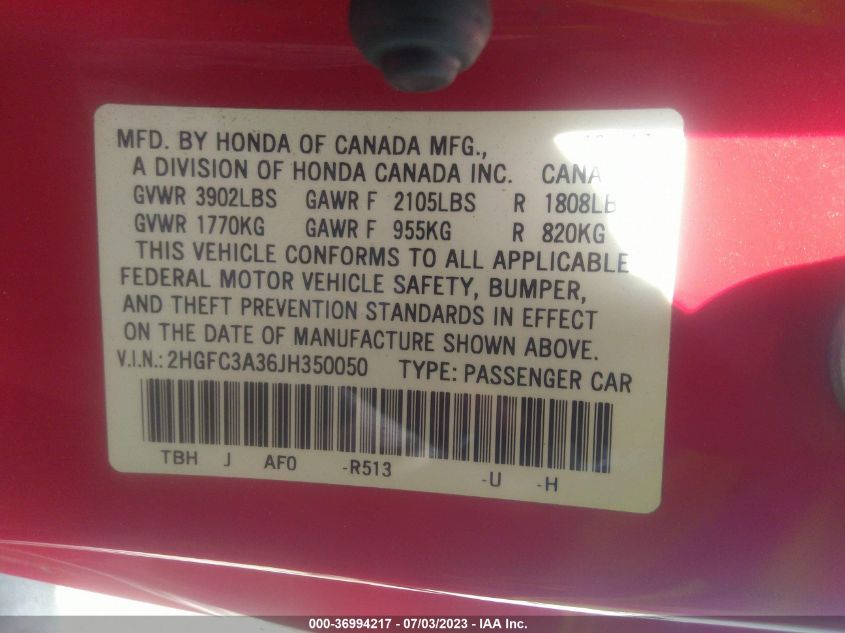 MFD. BY HONDA OF CANADA MFG.,
A DIVISION OF HONDA CANADA INC. CANA
GVWR 3902LBS GAWR F 2105LBS R 1808LB
GVWR 1770KG GAWR F 955KG R 820KG
THIS VEHICLE CONFORMS TO ALL APPLICABLE
FEDERAL MOTOR VEHICLE SAFETY, BUMPER,
AND THEFT PREVENTION STANDARDS IN EFFECT
ON THE DATE OF MANUFACTURE SHOWN ABOVE.
V.I.N.: 2HGFC3A36JH350050 TYPE: PASSENGER CAR
TBH J AF0 -R513 -U -H
000-36994217 - 07/03/2023 - IAA Inc.